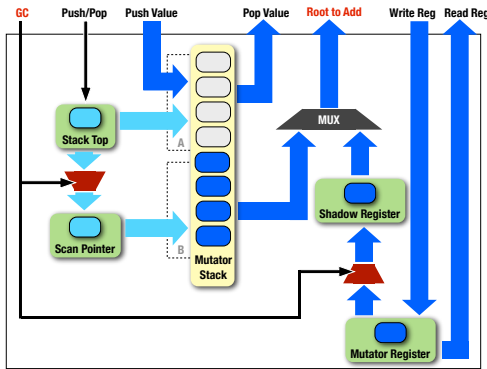 GC Push/Pop Push Value Pop Value Root to Add Write Reg Read Reg
MUX
A
Stack Top
Shadow Register
Scan Pointer
B
Mutator
Stack
Mutator Register